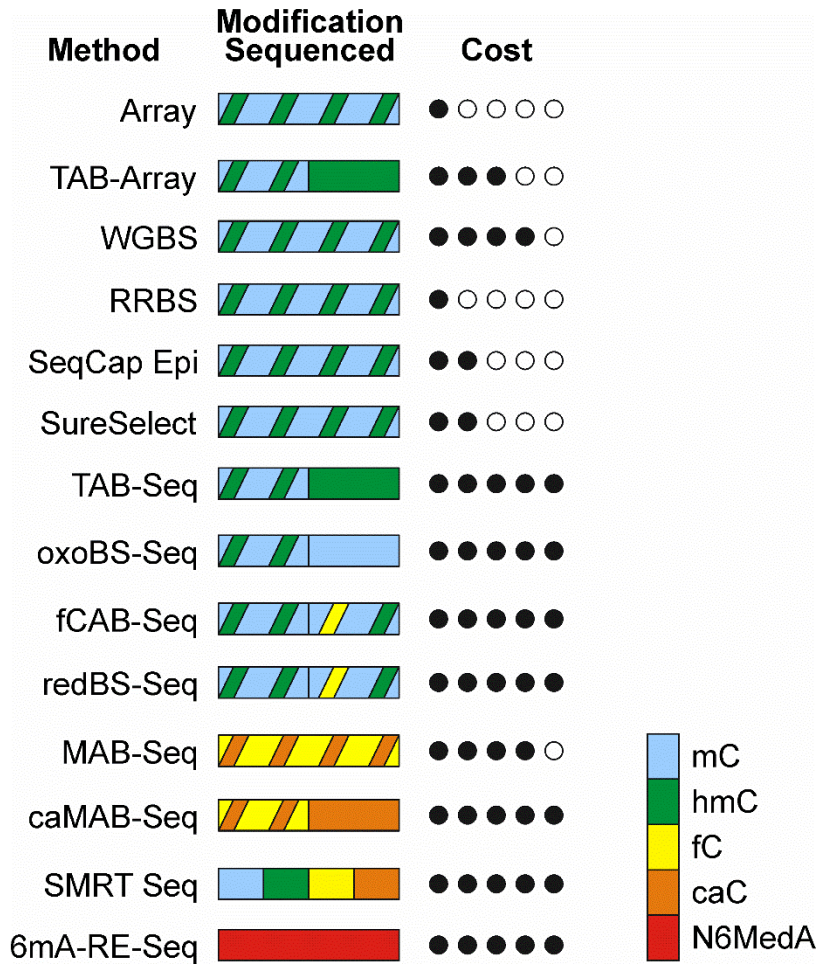 Method
Modification
Sequenced
Cost
Array
TAB-Array
WGBS
RRBS
SeqCap Epi
SureSelect
TAB-Seq
oxoBS-Seq
fCAB-Seq
redBS-Seq
MAB-Seq
caMAB-Seq
SMRT Seq
6mA-RE-Seq
mC
hmC
fC
caC
N6MedA